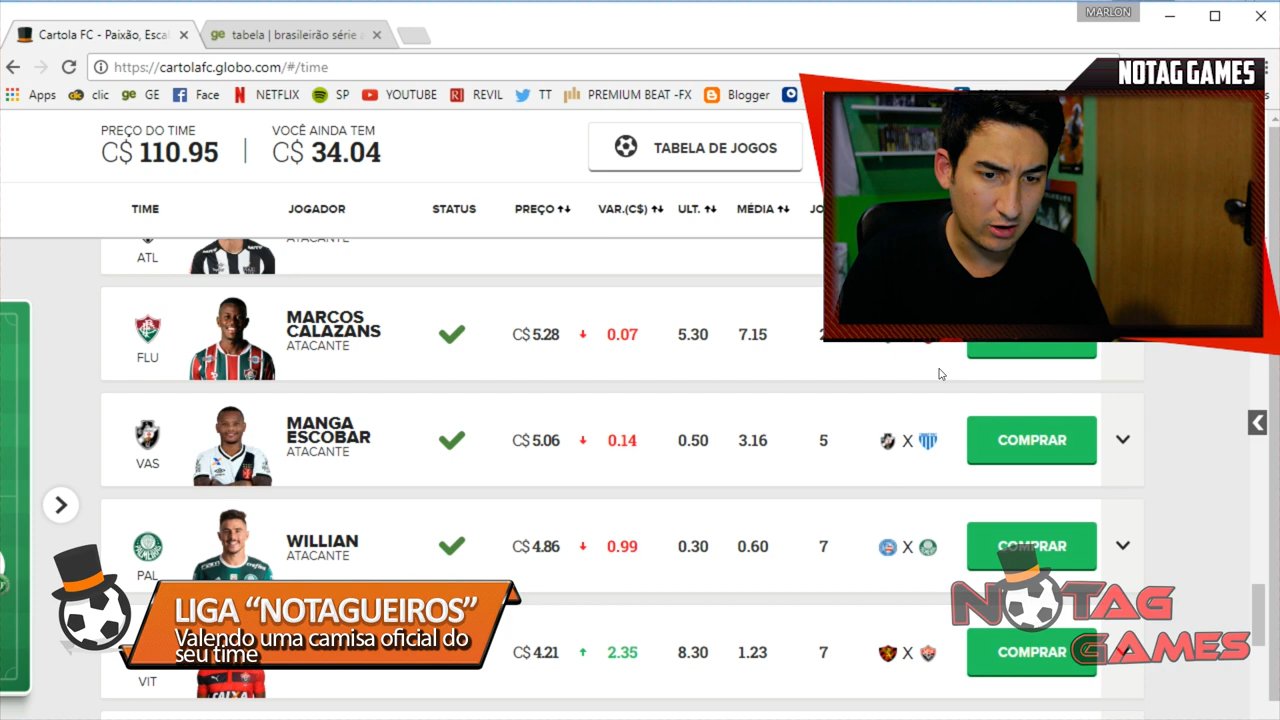 MARLON
Cartola FC - Paixão, Esca
ge tabela | brasileirão série
https://cartolafc.globo.com/#/time
Apps clic ge GE Face NETFLIX SP YOUTUBE REVIL TT PREMIUM BEAT -FX Blogger
NOTAG GAMES
PREÇO DO TIME
C$ 110.95
VOCÊ AINDA TEM
C$ 34.04
TABELA DE JOGOS
TIME JOGADOR STATUS PREÇO VAR.(C$) ULT. MÉDIA JO
ATL
MARCOS
CALAZANS
ATACANTE
FLU
C$ 5.28 0.07 5.30 7.15
MANGA
ESCOBAR
ATACANTE
VAS
C$ 5.06 0.14 0.50 3.16 5 X COMPRAR
WILLIAN
ATACANTE
PAL
C$ 4.86 0.99 0.30 0.60 7 X COMPRAR
C$ 4.21 2.35 8.30 1.23 7 X COMPRAR
VIT
CAIXA
LIGA “NOTAGUEIROS”
Valendo uma camisa oficial do
seu time
NOTAG
GAMES